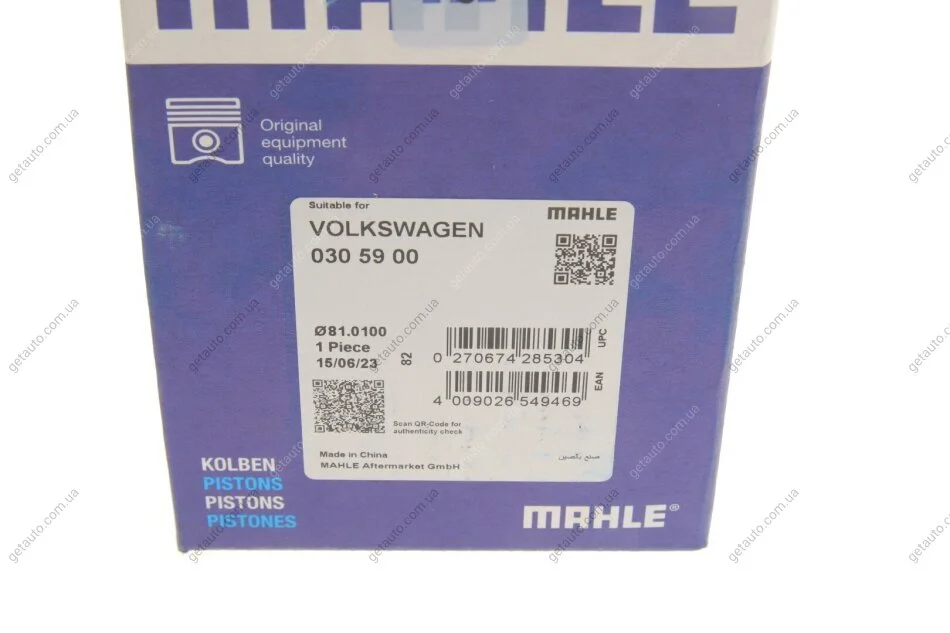 MAHLE
Original
equipment
quality
Suitable for
MAHLE
VOLKSWAGEN
030 59 00
Ø81.0100
1 Piece
15/06/23
82
0 270674 285304
UPC
4 009026 549469
EAN
Scan QR-Code for
authenticity check
Made in China
صنع بالصين
MAHLE Aftermarket GmbH
KOLBEN
PISTONS
PISTONS
PISTONES
MAHLE®
getauto.com.ua